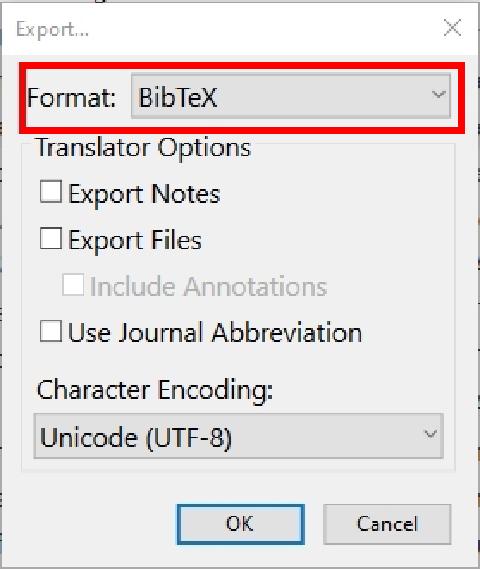 Export...
Format: BibTeX
Translator Options
Export Notes
Export Files
Include Annotations
Use Journal Abbreviation
Character Encoding:
Unicode (UTF-8)
OK Cancel